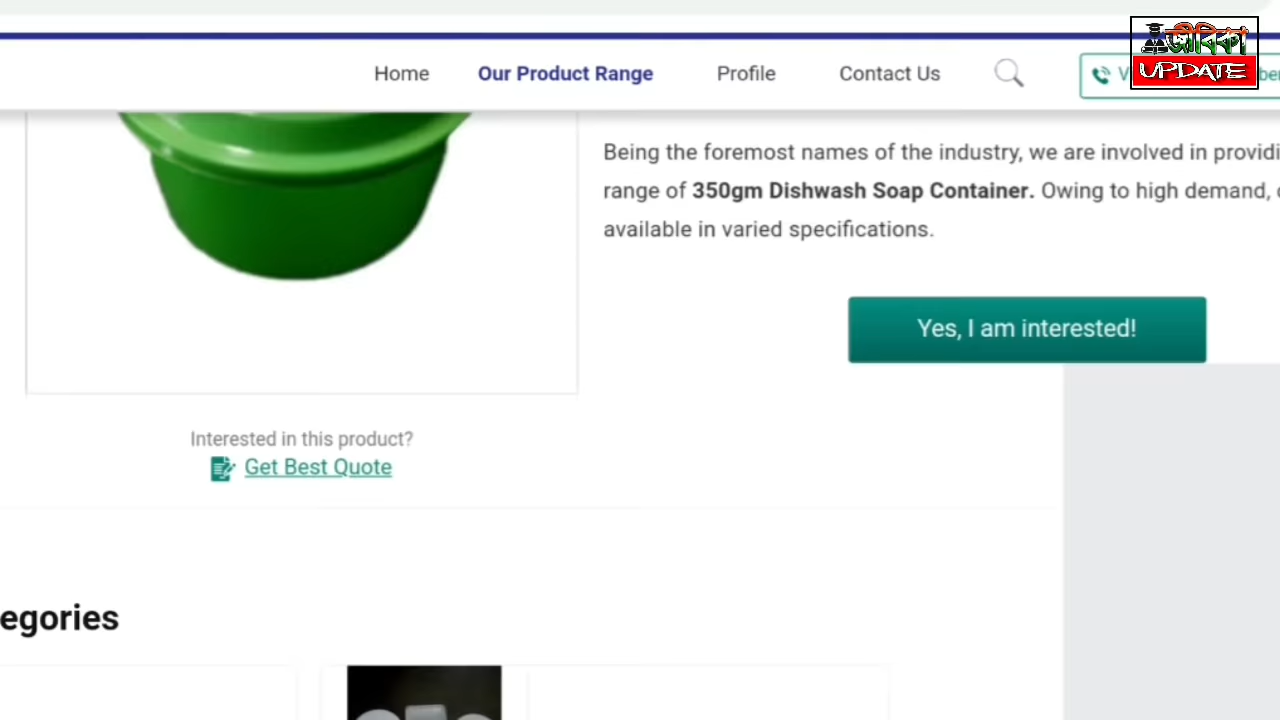 Home Our Product Range Profile Contact Us
জীবিকা
UPDATE
Being the foremost names of the industry, we are involved in providi
range of 350gm Dishwash Soap Container. Owing to high demand,
available in varied specifications.
Yes, I am interested!
Interested in this product?
Get Best Quote
egories